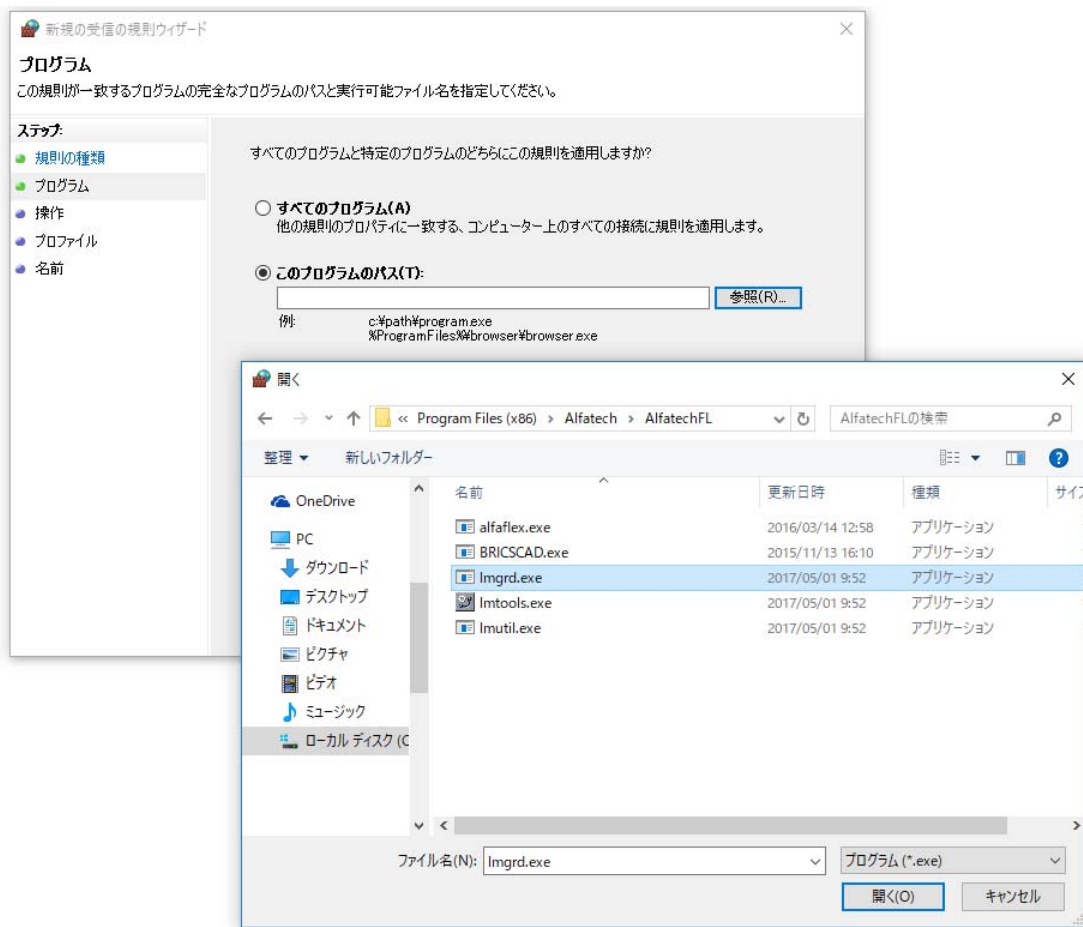 新規の受信の規則ウィザード
プログラム
この規則が一致するプログラムの完全なプログラムのパスと実行可能ファイル名を指定してください。
ステップ:
規則の種類
プログラム
操作
プロファイル
名前
すべてのプログラムと特定のプログラムのどちらにこの規則を適用しますか?
すべてのプログラム(A)
他の規則のプロパティに一致する、コンピューター上のすべての接続に規則を適用します。
このプログラムのパス(T):
参照(R)...
例: c:¥path¥program.exe
%ProgramFiles%¥browser¥browser.exe
開く
« Program Files (x86) › Alfatech › AlfatechFL
AlfatechFLの検索
整理 新しいフォルダー
名前 更新日時 種類 サイズ
OneDrive
PC
ダウンロード
デスクトップ
ドキュメント
ピクチャ
ビデオ
ミュージック
ローカル ディスク (C
alfaflex.exe 2016/03/14 12:58 アプリケーション
BRICSCAD.exe 2015/11/13 16:10 アプリケーション
lmgrd.exe 2017/05/01 9:52 アプリケーション
lmtools.exe 2017/05/01 9:52 アプリケーション
lmutil.exe 2017/05/01 9:52 アプリケーション
ファイル名(N): lmgrd.exe
プログラム (*.exe)
開く(O) キャンセル